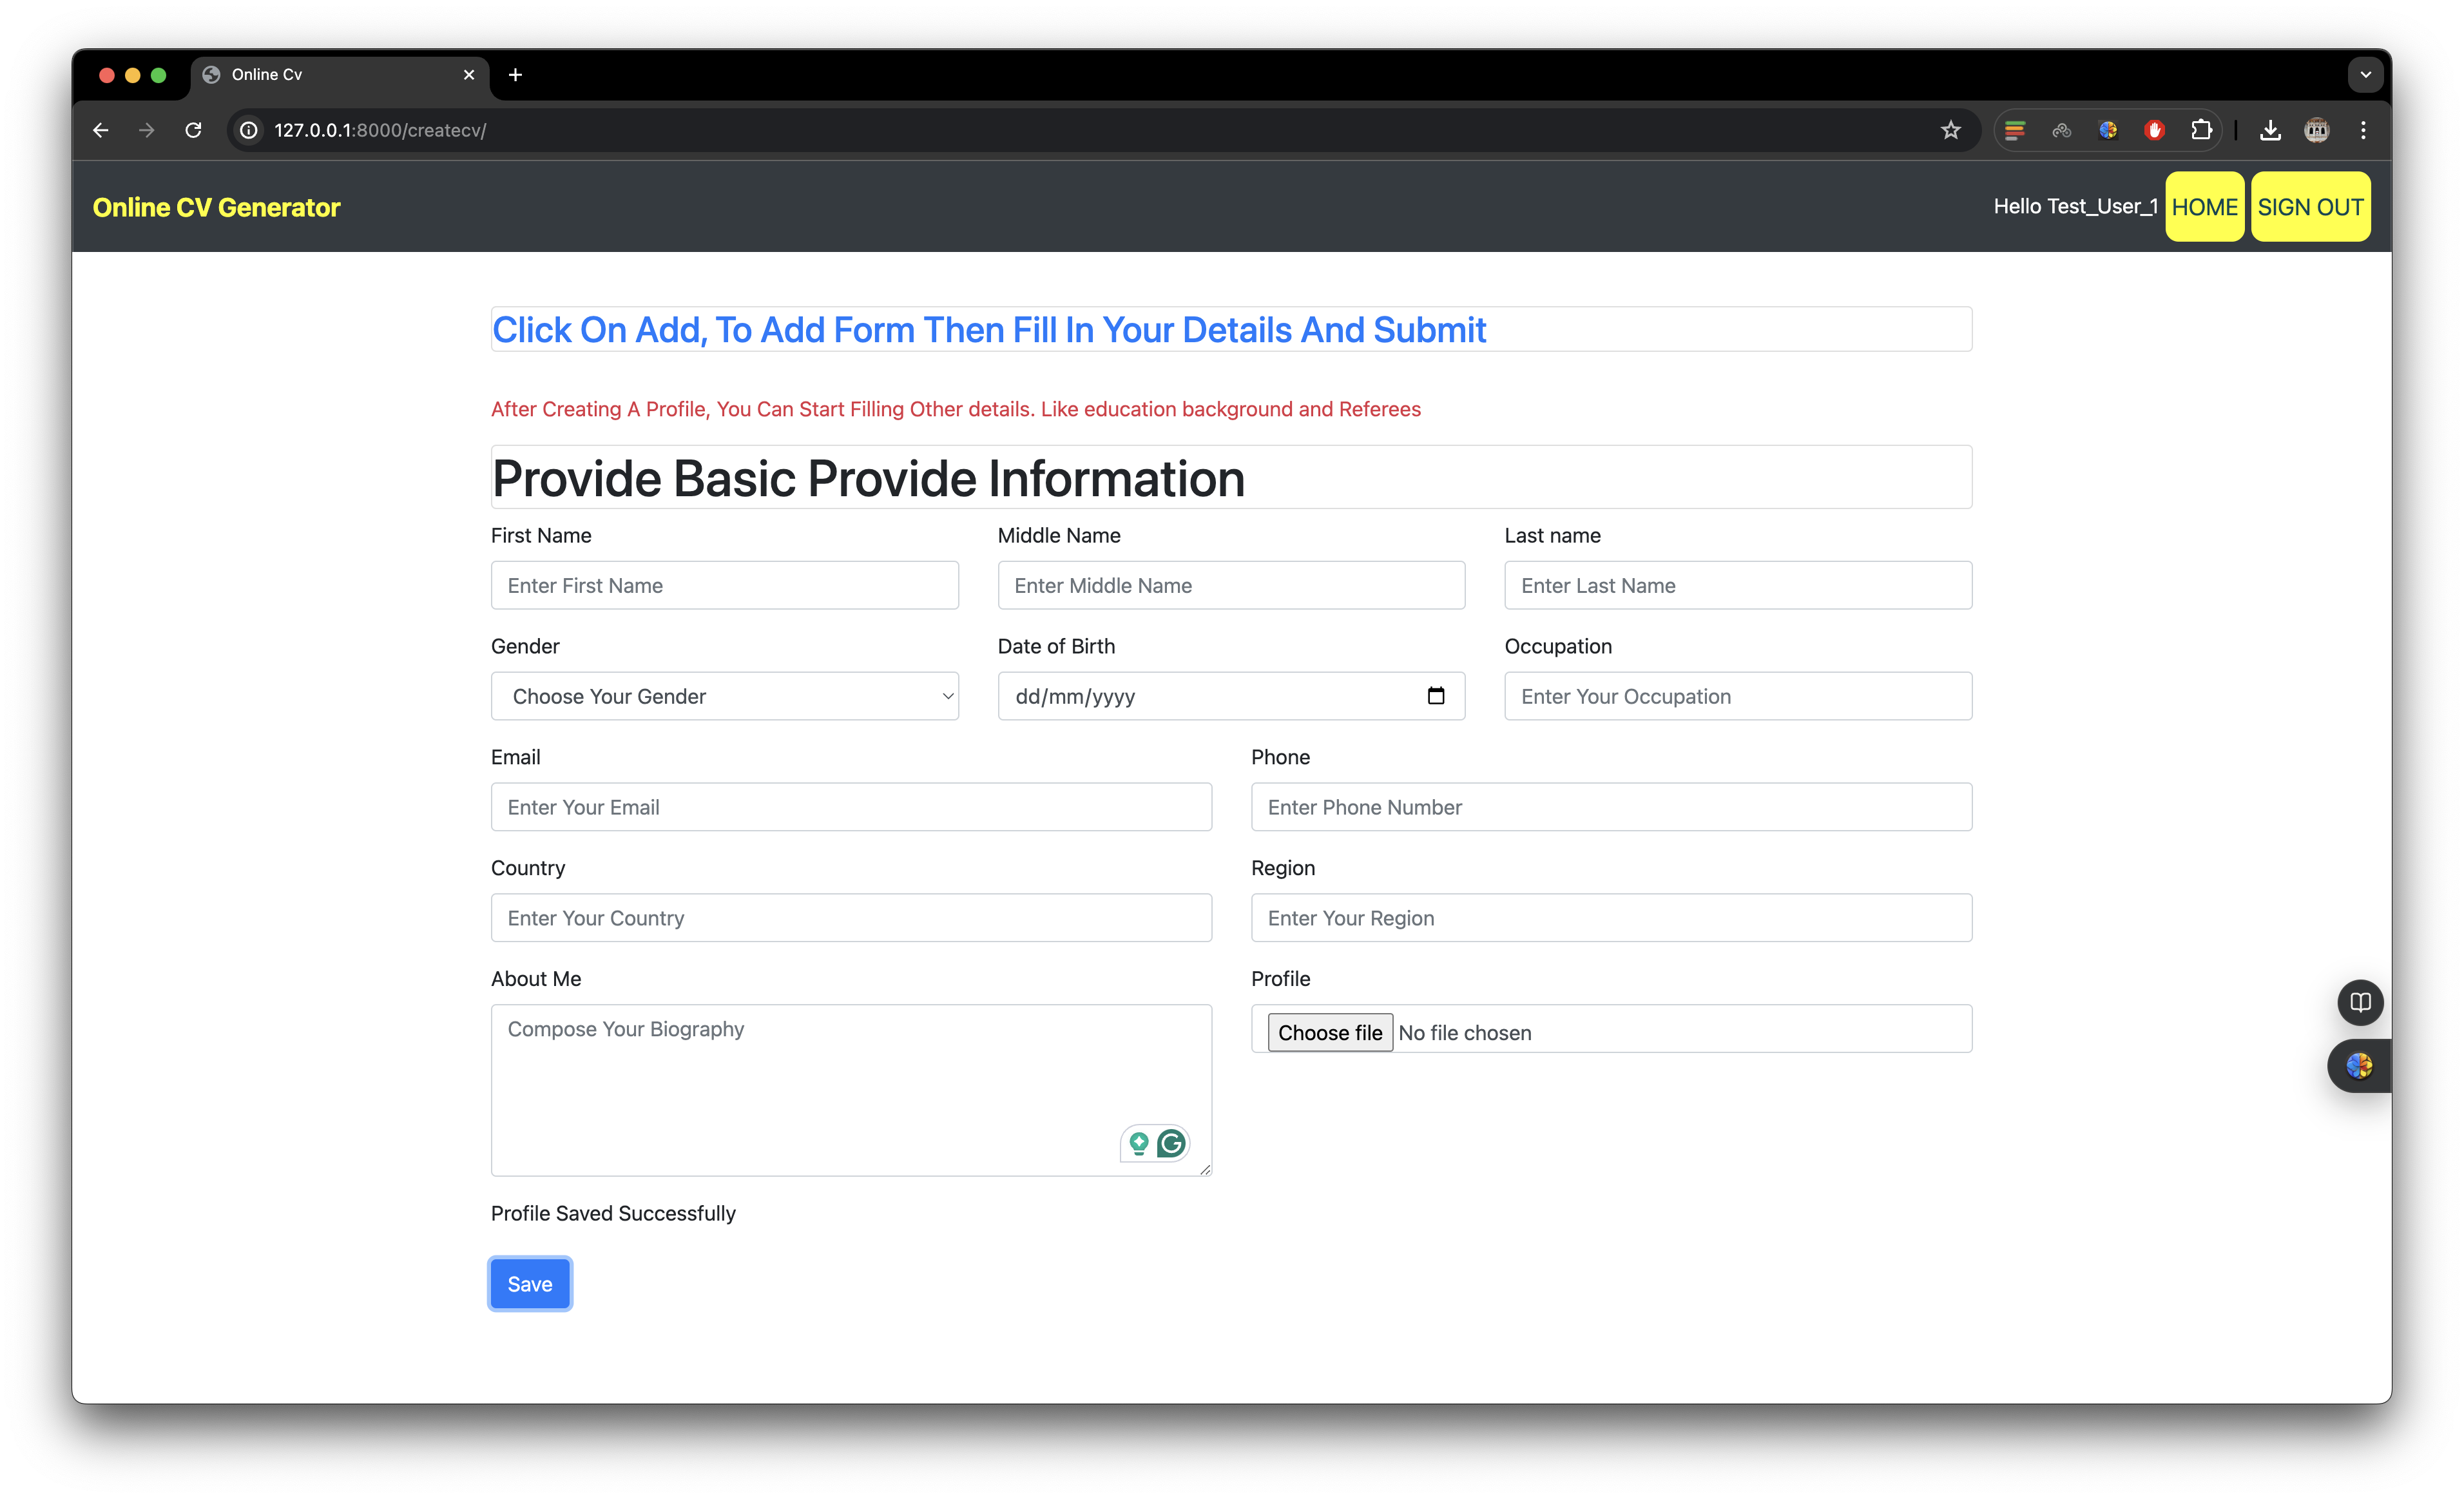 Online Cv
127.0.0.1:8000/createcv/
Online CV Generator
Hello Test_User_1 HOME SIGN OUT
Click On Add, To Add Form Then Fill In Your Details And Submit
After Creating A Profile, You Can Start Filling Other details. Like education background and Referees
Provide Basic Provide Information
First Name Middle Name Last name
Enter First Name Enter Middle Name Enter Last Name
Gender Date of Birth Occupation
Choose Your Gender dd/mm/yyyy Enter Your Occupation
Email Phone
Enter Your Email Enter Phone Number
Country Region
Enter Your Country Enter Your Region
About Me Profile
Compose Your Biography Choose file No file chosen
Profile Saved Successfully
Save